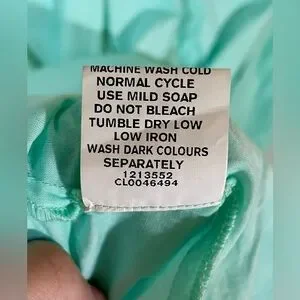 MACHINE WASH COLD
NORMAL CYCLE
USE MILD SOAP
DO NOT BLEACH
TUMBLE DRY LOW
LOW IRON
WASH DARK COLOURS
SEPARATELY
1213552
CL0046494